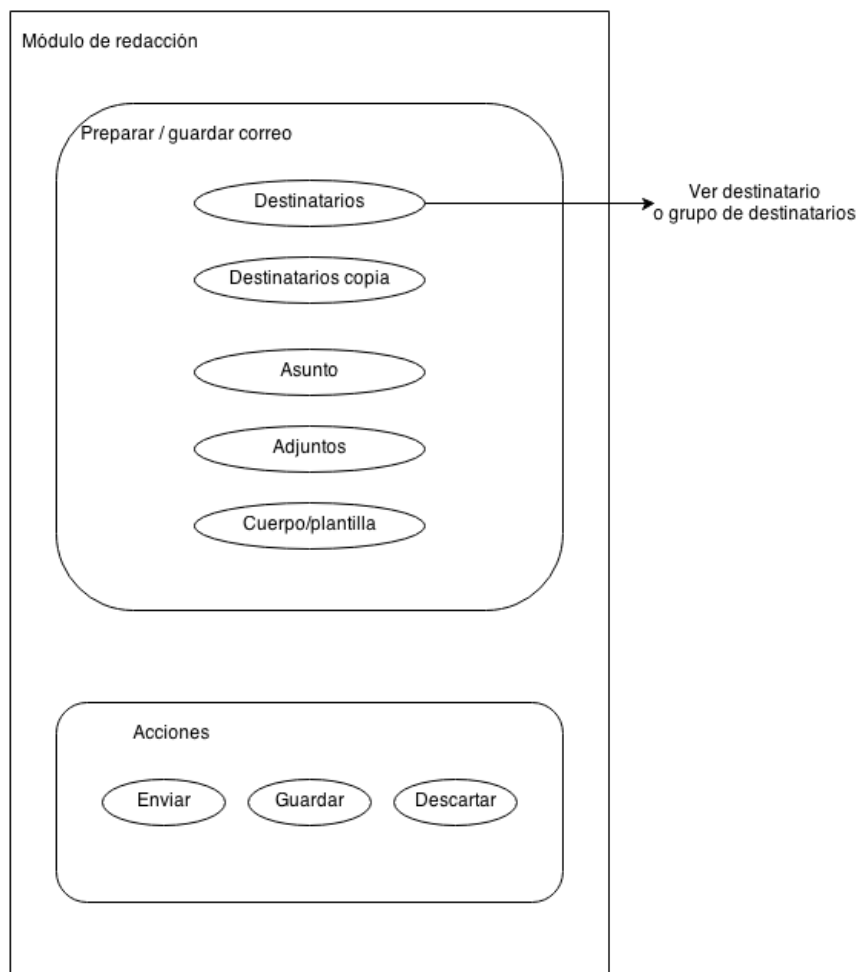 Módulo de redacción
Preparar / guardar correo
Destinatarios
Ver destinatario
o grupo de destinatarios
Destinatarios copia
Asunto
Adjuntos
Cuerpo/plantilla
Acciones
Enviar
Guardar
Descartar